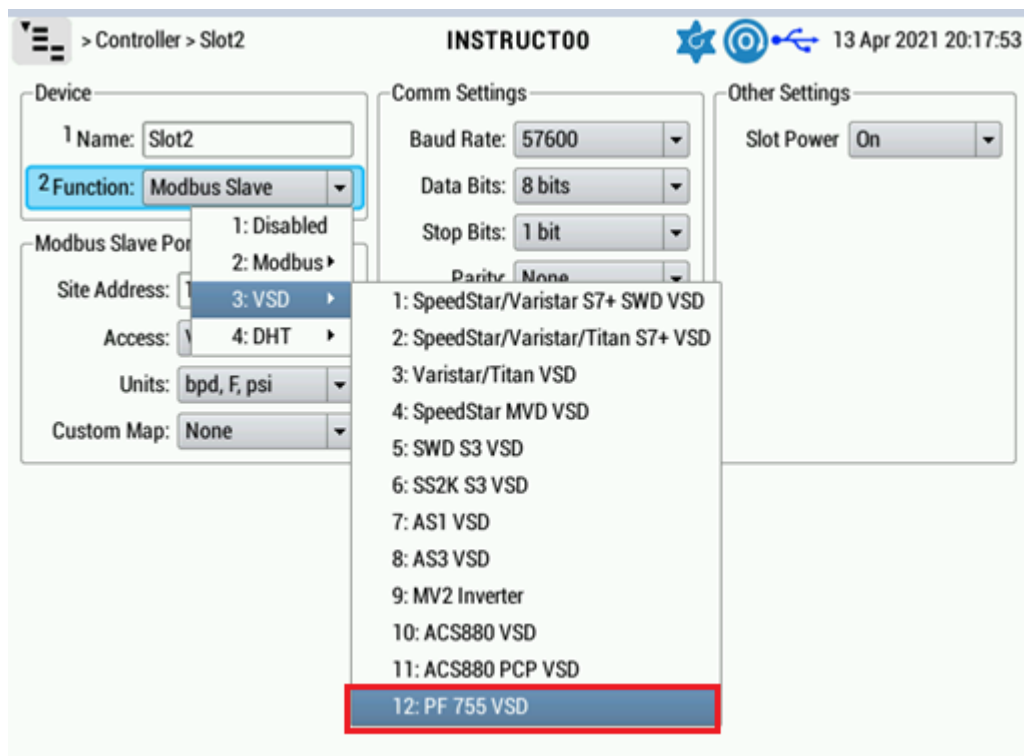 > Controller > Slot2
INSTRUCT00
13 Apr 2021 20:17:53
Device
1 Name: Slot2
2 Function: Modbus Slave
1: Disabled
2: Modbus
3: VSD
4: DHT
Modbus Slave Por
Site Address: 1
Access: V
Units: bpd, F, psi
Custom Map: None
Comm Settings
Baud Rate: 57600
Data Bits: 8 bits
Stop Bits: 1 bit
Parity None
1: SpeedStar/Varistar S7+ SWD VSD
2: SpeedStar/Varistar/Titan S7+ VSD
3: Varistar/Titan VSD
4: SpeedStar MVD VSD
5: SWD S3 VSD
6: SS2K S3 VSD
7: AS1 VSD
8: AS3 VSD
9: MV2 Inverter
10: ACS880 VSD
11: ACS880 PCP VSD
12: PF 755 VSD
Other Settings
Slot Power On